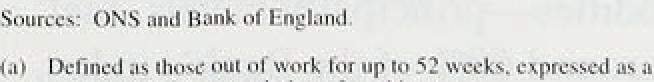 Sources: ONS and Bank of England.
(a) Defined as those out of work for up to 52 weeks, expressed as a